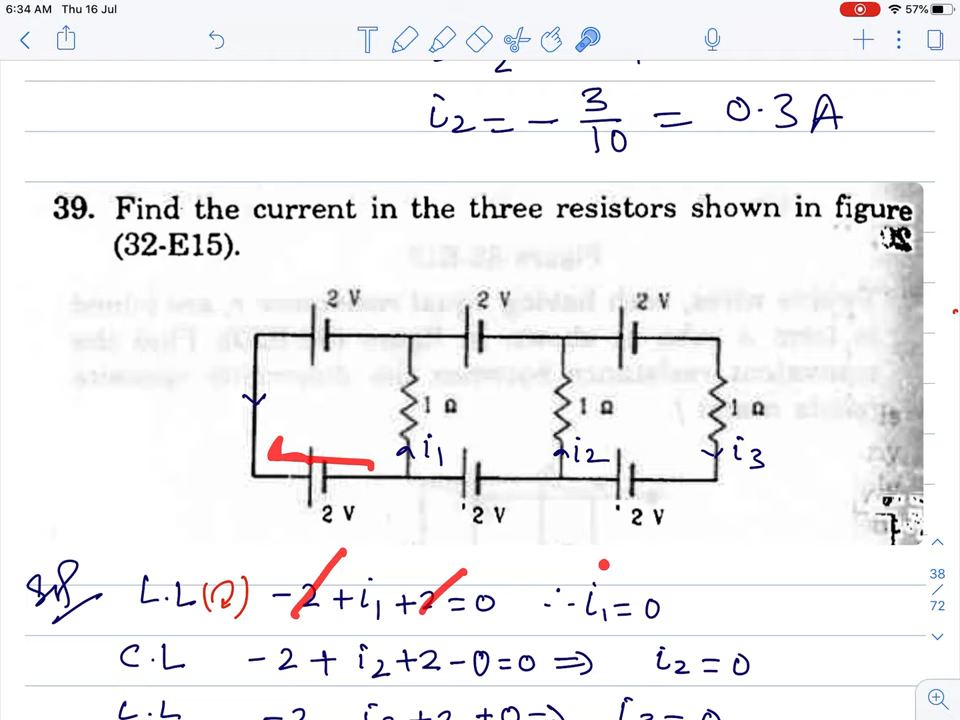 6:34 AM Thu 16 Jul
57%
i₂ = - 3/10 = 0.3 A
39. Find the current in the three resistors shown in figure
(32-E15).
2 V 2 V 2 V
1 Ω 1 Ω 1 Ω
i₁ i₂ i₃
2 V 2 V 2 V
L.L -2 + i₁ + 2 = 0 ∴ i₁ = 0
C.L -2 + i₂ + 2 - 0 = 0 ⇒ i₂ = 0
38
/
72